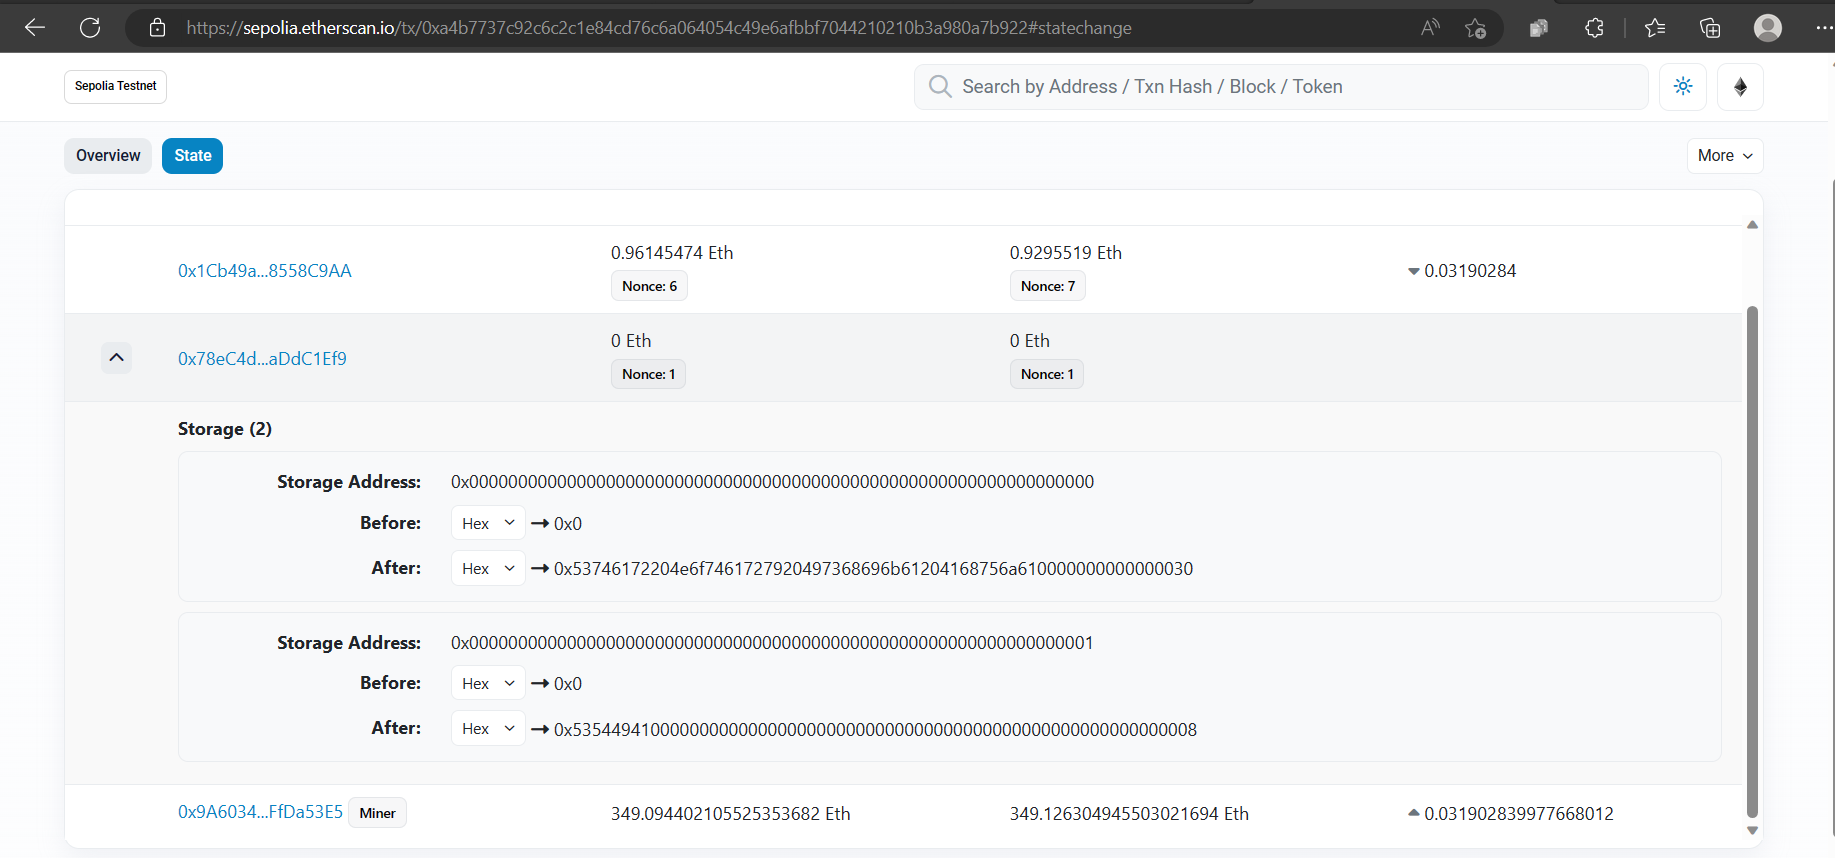 https://sepolia.etherscan.io/tx/0xa4b7737c92c6c2c1e84cd76c6a064054c49e6afbbf7044210210b3a980a7b922#statechange
Sepolia Testnet
Search by Address / Txn Hash / Block / Token
Overview
State
More
0x1Cb49a...8558C9AA
0.96145474 Eth
Nonce: 6
0.9295519 Eth
Nonce: 7
0.03190284
0x78eC4d...aDdC1Ef9
0 Eth
Nonce: 1
0 Eth
Nonce: 1
Storage (2)
Storage Address: 0x0000000000000000000000000000000000000000000000000000000000000000
Before: Hex → 0x0
After: Hex → 0x53746172204e6f7461727920497368696b61204168756a610000000000000030
Storage Address: 0x0000000000000000000000000000000000000000000000000000000000000001
Before: Hex → 0x0
After: Hex → 0x5354494100000000000000000000000000000000000000000000000000000008
0x9A6034...FfDa53E5 Miner
349.094402105525353682 Eth
349.126304945503021694 Eth
0.031902839977668012